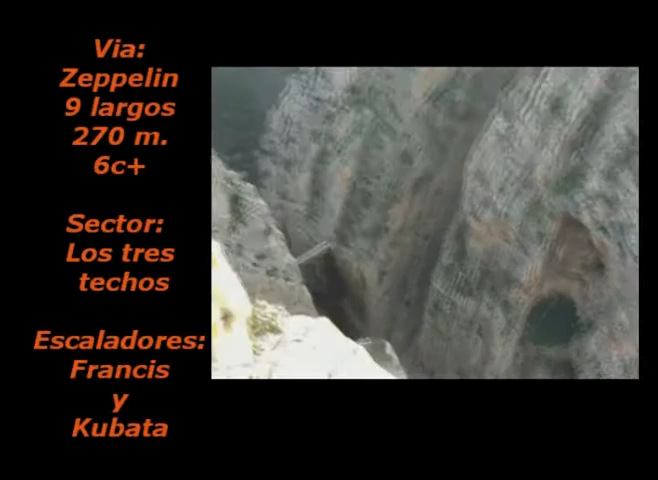 Via:
Zeppelin
9 largos
270 m.
6c+
Sector:
Los tres
techos
Escaladores:
Francis
y
Kubata